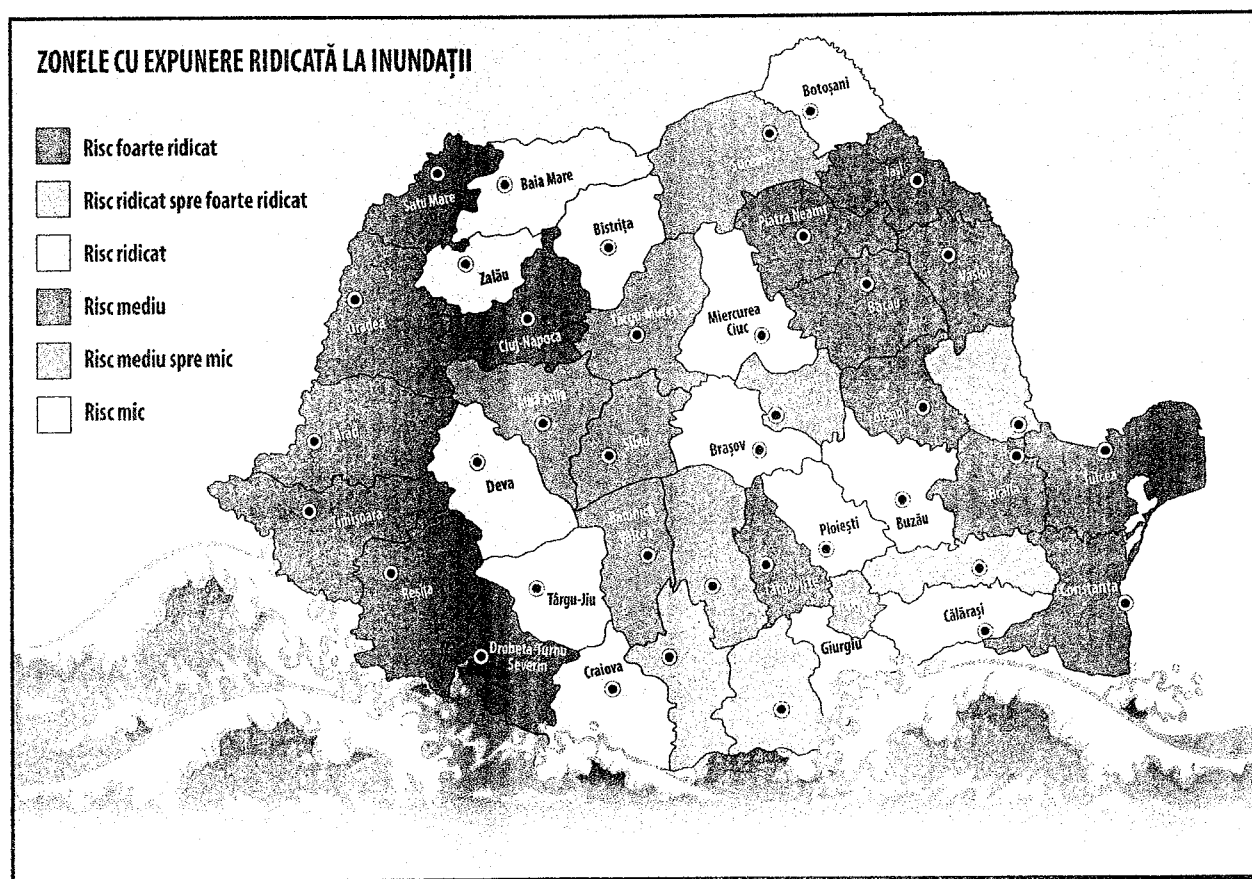 ZONELE CU EXPUNERE RIDICATĂ LA INUNDAȚII
Risc foarte ridicat
Risc ridicat spre foarte ridicat
Risc ridicat
Risc mediu
Risc mediu spre mic
Risc mic
Botoșani
Iași
Satu Mare
Baia Mare
Bistrița
Piatra Neamț
Zalău
Vaslui
Bacău
Oradea
Cluj-Napoca
Miercurea
Ciuc
Arad
Sibiu
Brașov
Deva
Timișoara
Buzău
Brăila
Tulcea
Ploiești
Reșița
Târgu-Jiu
Constanța
Călărași
Giurgiu
Drobeta-Turnu
Severin
Craiova